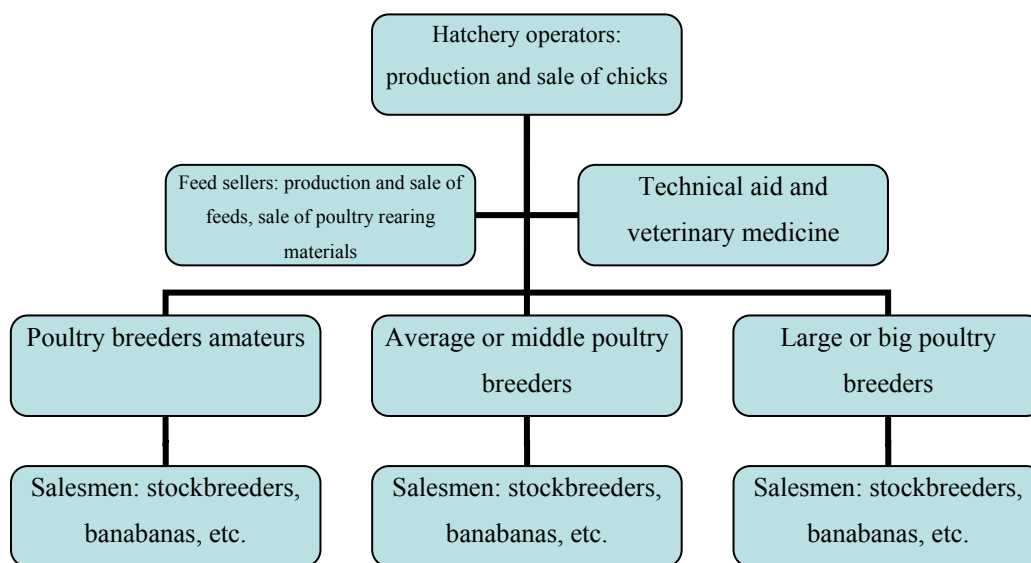 Hatchery operators:
production and sale of chicks
Feed sellers: production and sale of
feeds, sale of poultry rearing
materials
Technical aid and
veterinary medicine
Poultry breeders amateurs
Average or middle poultry
breeders
Large or big poultry
breeders
Salesmen: stockbreeders,
banabanas, etc.
Salesmen: stockbreeders,
banabanas, etc.
Salesmen: stockbreeders,
banabanas, etc.